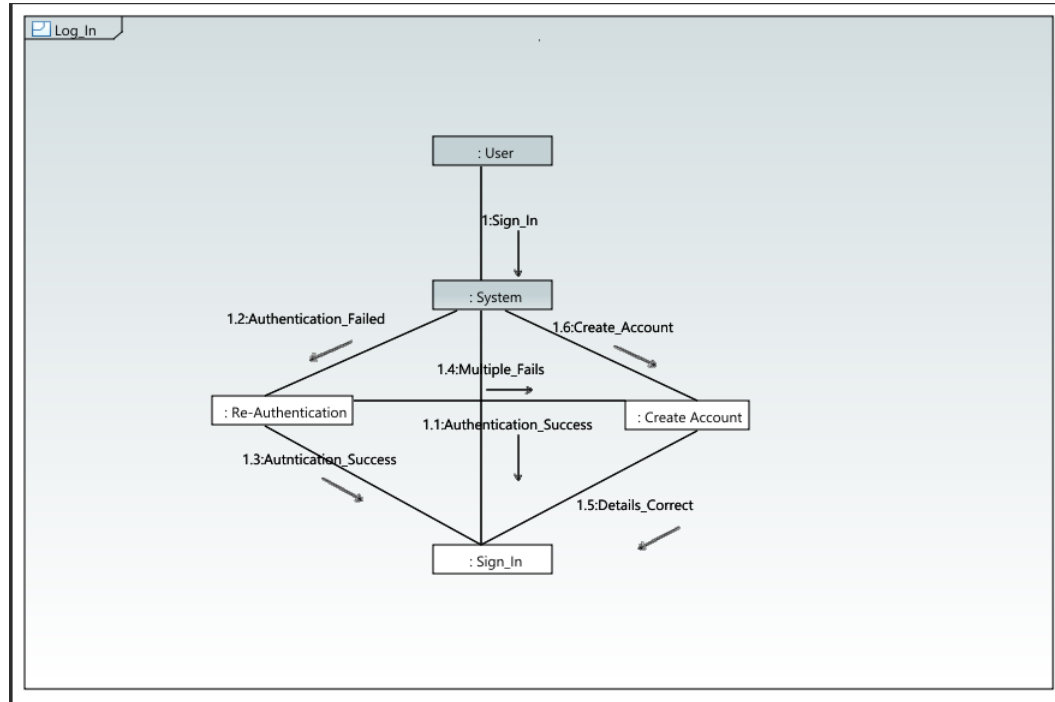 Log_In
: User
1:Sign_In
: System
1.2:Authentication_Failed
1.6:Create_Account
1.4:Multiple_Fails
: Re-Authentication
: Create Account
1.1:Authentication_Success
1.3:Autntication_Success
1.5:Details_Correct
: Sign_In